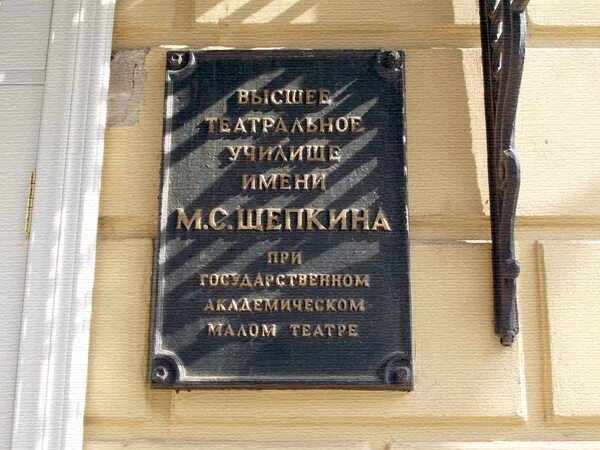 ВЫСШЕЕ
ТЕАТРАЛЬНОЕ
УЧИЛИЩЕ
ИМЕНИ
М.С.ЩЕПКИНА
ПРИ
ГОСУДАРСТВЕННОМ
АКАДЕМИЧЕСКОМ
МАЛОМ ТЕАТРЕ